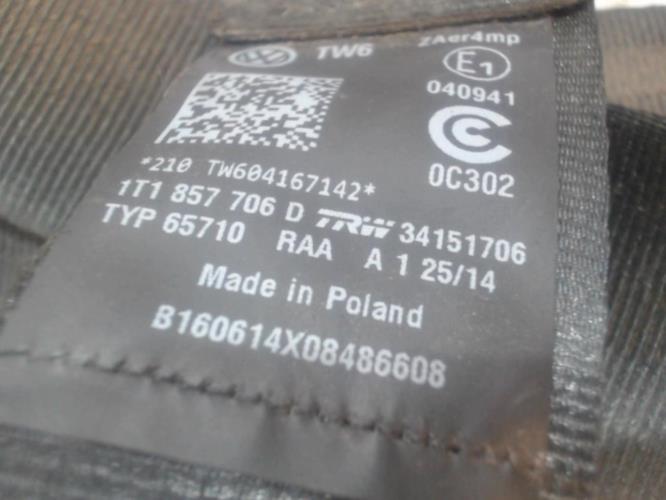 TW6 ZAer4mp
E1
040941
CCC
0C302
*210 TW604167142*
1T1 857 706 D TRW 34151706
TYP 65710 RAA A 1 25/14
Made in Poland
B160614X08486608